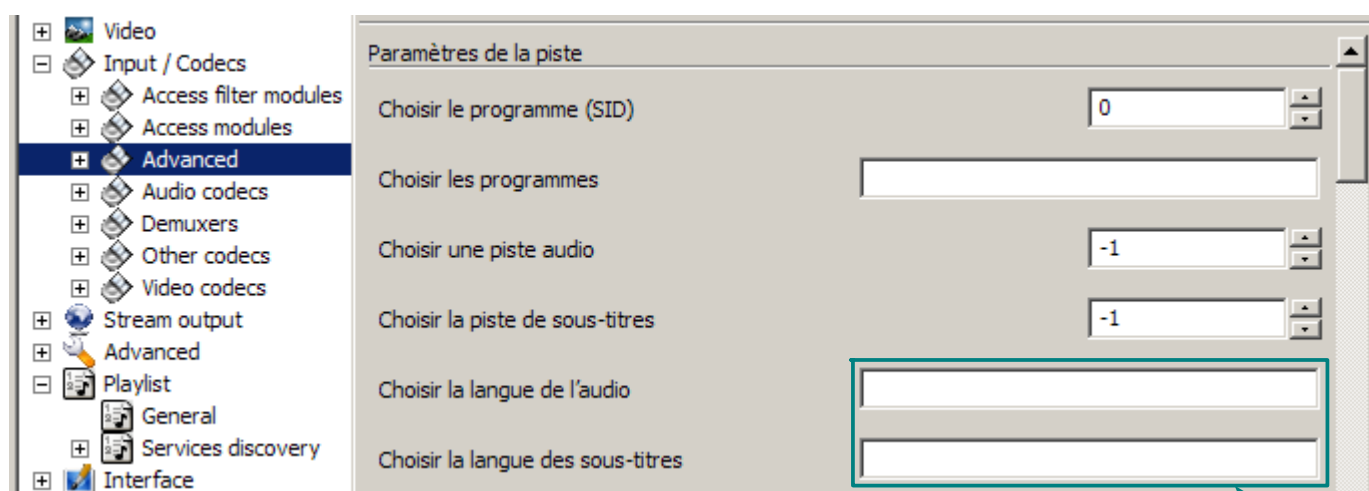 Video
Input / Codecs
Access filter modules
Access modules
Advanced
Audio codecs
Demuxers
Other codecs
Video codecs
Stream output
Advanced
Playlist
General
Services discovery
Interface
Paramètres de la piste
Choisir le programme (SID)
0
Choisir les programmes
Choisir une piste audio
-1
Choisir la piste de sous-titres
-1
Choisir la langue de l'audio
Choisir la langue des sous-titres